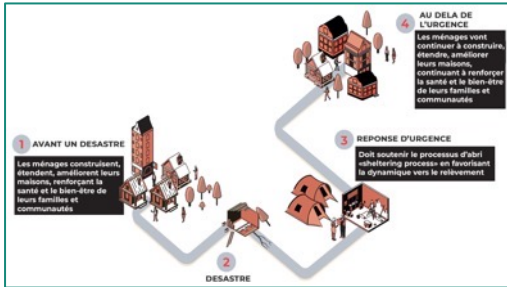 1 AVANT UN DESASTRE
Les ménages construisent,
étendent, améliorent leurs
maisons, renforçant la
santé et le bien-être de
leurs familles et
communautés
2
DESASTRE
3 REPONSE D'URGENCE
Doit soutenir le processus d'abri
«sheltering process» en favorisant
la dynamique vers le relèvement
4 AU DELA DE
L'URGENCE
Les ménages vont
continuer à construire,
étendre, améliorer
leurs maisons,
continuant à renforcer
la santé et le bien-être
de leurs familles et
communautés